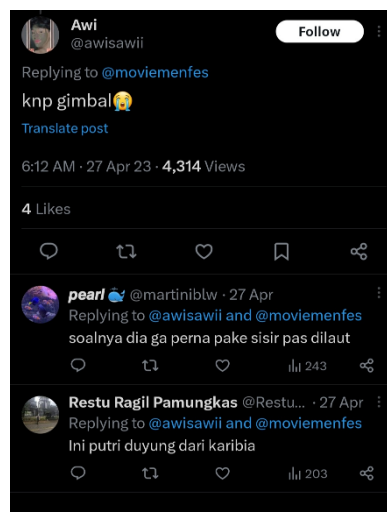 Awi
Follow
@awisawii
Replying to @moviemenfes
knp gimbal😭
Translate post
6:12 AM · 27 Apr 23 · 4,314 Views
4 Likes
pearl 🐳 @martiniblw · 27 Apr
Replying to @awisawii and @moviemenfes
soalnya dia ga perna pake sisir pas dilaut
243
Restu Ragil Pamungkas @Restu... · 27 Apr
Replying to @awisawii and @moviemenfes
Ini putri duyung dari karibia
203